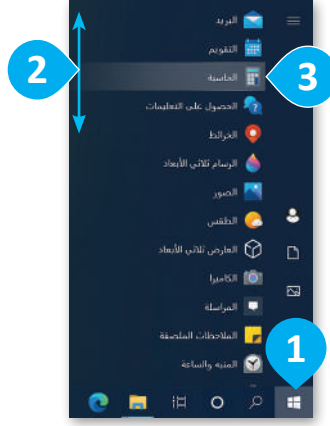 البريد
التقويم
2
الحاسبة
3
الحصول على التعليمات
الخرائط
الرسام ثلاثي الأبعاد
الصور
الطقس
العارض ثلاثي الأبعاد
الكاميرا
المراسلة
الملاحظات الملصقة
1
المنبه والساعة